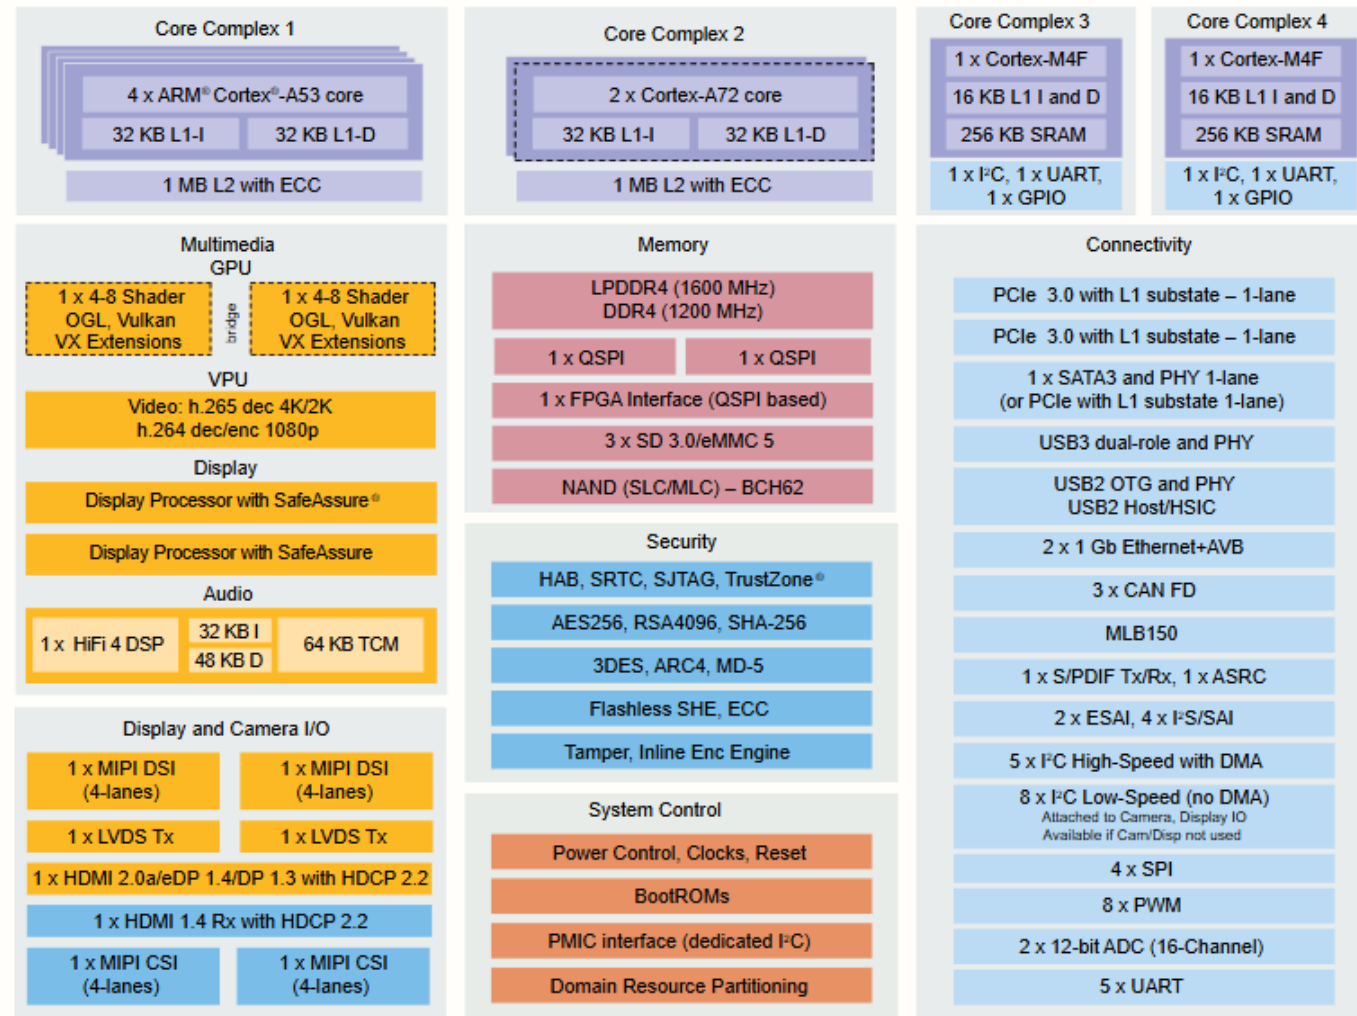 Core Complex 1
4 x ARM® Cortex®-A53 core
32 KB L1-I
32 KB L1-D
1 MB L2 with ECC
Core Complex 2
2 x Cortex-A72 core
32 KB L1-I
32 KB L1-D
1 MB L2 with ECC
Core Complex 3
1 x Cortex-M4F
16 KB L1 I and D
256 KB SRAM
1 x I²C, 1 x UART,
1 x GPIO
Core Complex 4
1 x Cortex-M4F
16 KB L1 I and D
256 KB SRAM
1 x I²C, 1 x UART,
1 x GPIO
Multimedia
GPU
1 x 4-8 Shader
OGL, Vulkan
VX Extensions
bridge
1 x 4-8 Shader
OGL, Vulkan
VX Extensions
VPU
Video: h.265 dec 4K/2K
h.264 dec/enc 1080p
Display
Display Processor with SafeAssure®
Display Processor with SafeAssure
Audio
1 x HiFi 4 DSP
32 KB I
48 KB D
64 KB TCM
Display and Camera I/O
1 x MIPI DSI
(4-lanes)
1 x MIPI DSI
(4-lanes)
1 x LVDS Tx
1 x LVDS Tx
1 x HDMI 2.0a/eDP 1.4/DP 1.3 with HDCP 2.2
1 x HDMI 1.4 Rx with HDCP 2.2
1 x MIPI CSI
(4-lanes)
1 x MIPI CSI
(4-lanes)
Memory
LPDDR4 (1600 MHz)
DDR4 (1200 MHz)
1 x QSPI
1 x QSPI
1 x FPGA Interface (QSPI based)
3 x SD 3.0/eMMC 5
NAND (SLC/MLC) – BCH62
Security
HAB, SRTC, SJTAG, TrustZone®
AES256, RSA4096, SHA-256
3DES, ARC4, MD-5
Flashless SHE, ECC
Tamper, Inline Enc Engine
System Control
Power Control, Clocks, Reset
BootROMs
PMIC interface (dedicated I²C)
Domain Resource Partitioning
Connectivity
PCIe 3.0 with L1 substate – 1-lane
PCIe 3.0 with L1 substate – 1-lane
1 x SATA3 and PHY 1-lane
(or PCIe with L1 substate 1-lane)
USB3 dual-role and PHY
USB2 OTG and PHY
USB2 Host/HSIC
2 x 1 Gb Ethernet+AVB
3 x CAN FD
MLB150
1 x S/PDIF Tx/Rx, 1 x ASRC
2 x ESAI, 4 x I²S/SAI
5 x I²C High-Speed with DMA
8 x I²C Low-Speed (no DMA)
Attached to Camera, Display IO
Available if Cam/Disp not used
4 x SPI
8 x PWM
2 x 12-bit ADC (16-Channel)
5 x UART